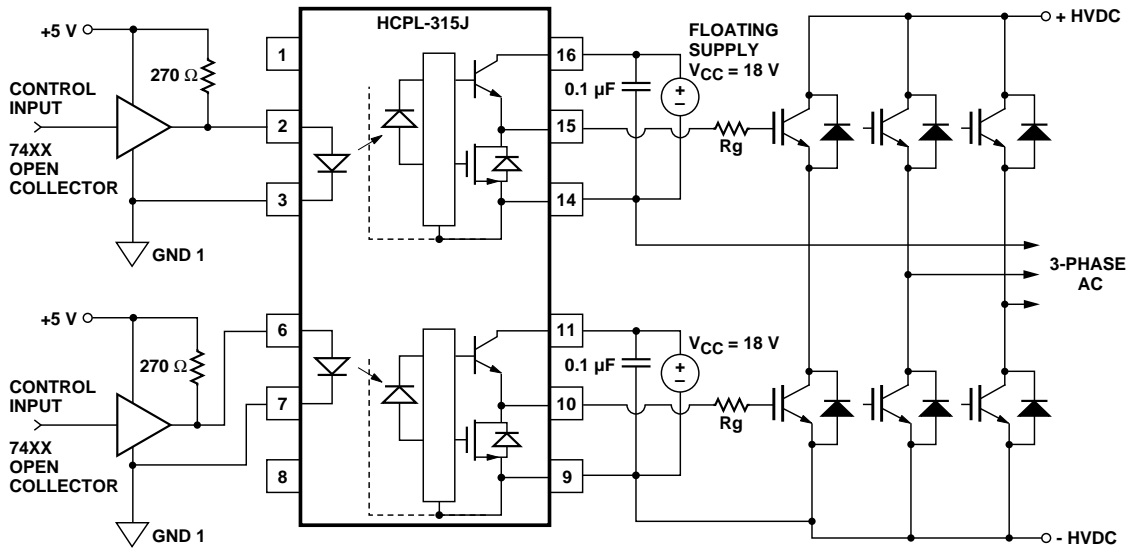 HCPL-315J
+5 V
270 Ω
CONTROL
INPUT
74XX
OPEN
COLLECTOR
GND 1
1
2
3
16
15
14
0.1 µF
FLOATING
SUPPLY
VCC = 18 V
+
–
Rg
+ HVDC
3-PHASE
AC
+5 V
270 Ω
CONTROL
INPUT
74XX
OPEN
COLLECTOR
GND 1
6
7
8
11
10
9
0.1 µF
VCC = 18 V
+
–
Rg
- HVDC